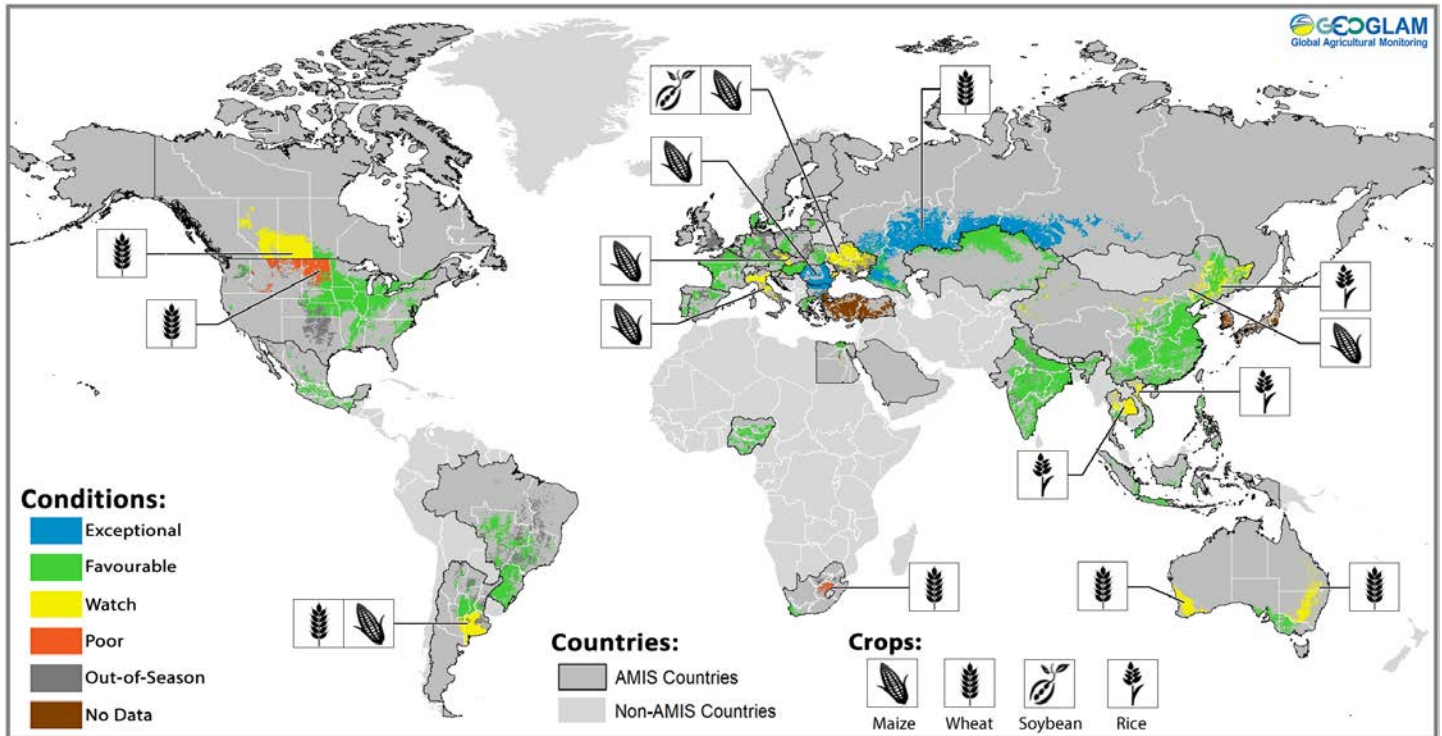 GEOGLAM
Global Agricultural Monitoring
Conditions:
Exceptional
Favourable
Watch
Poor
Out-of-Season
No Data
Countries:
AMIS Countries
Non-AMIS Countries
Crops:
Maize
Wheat
Soybean
Rice